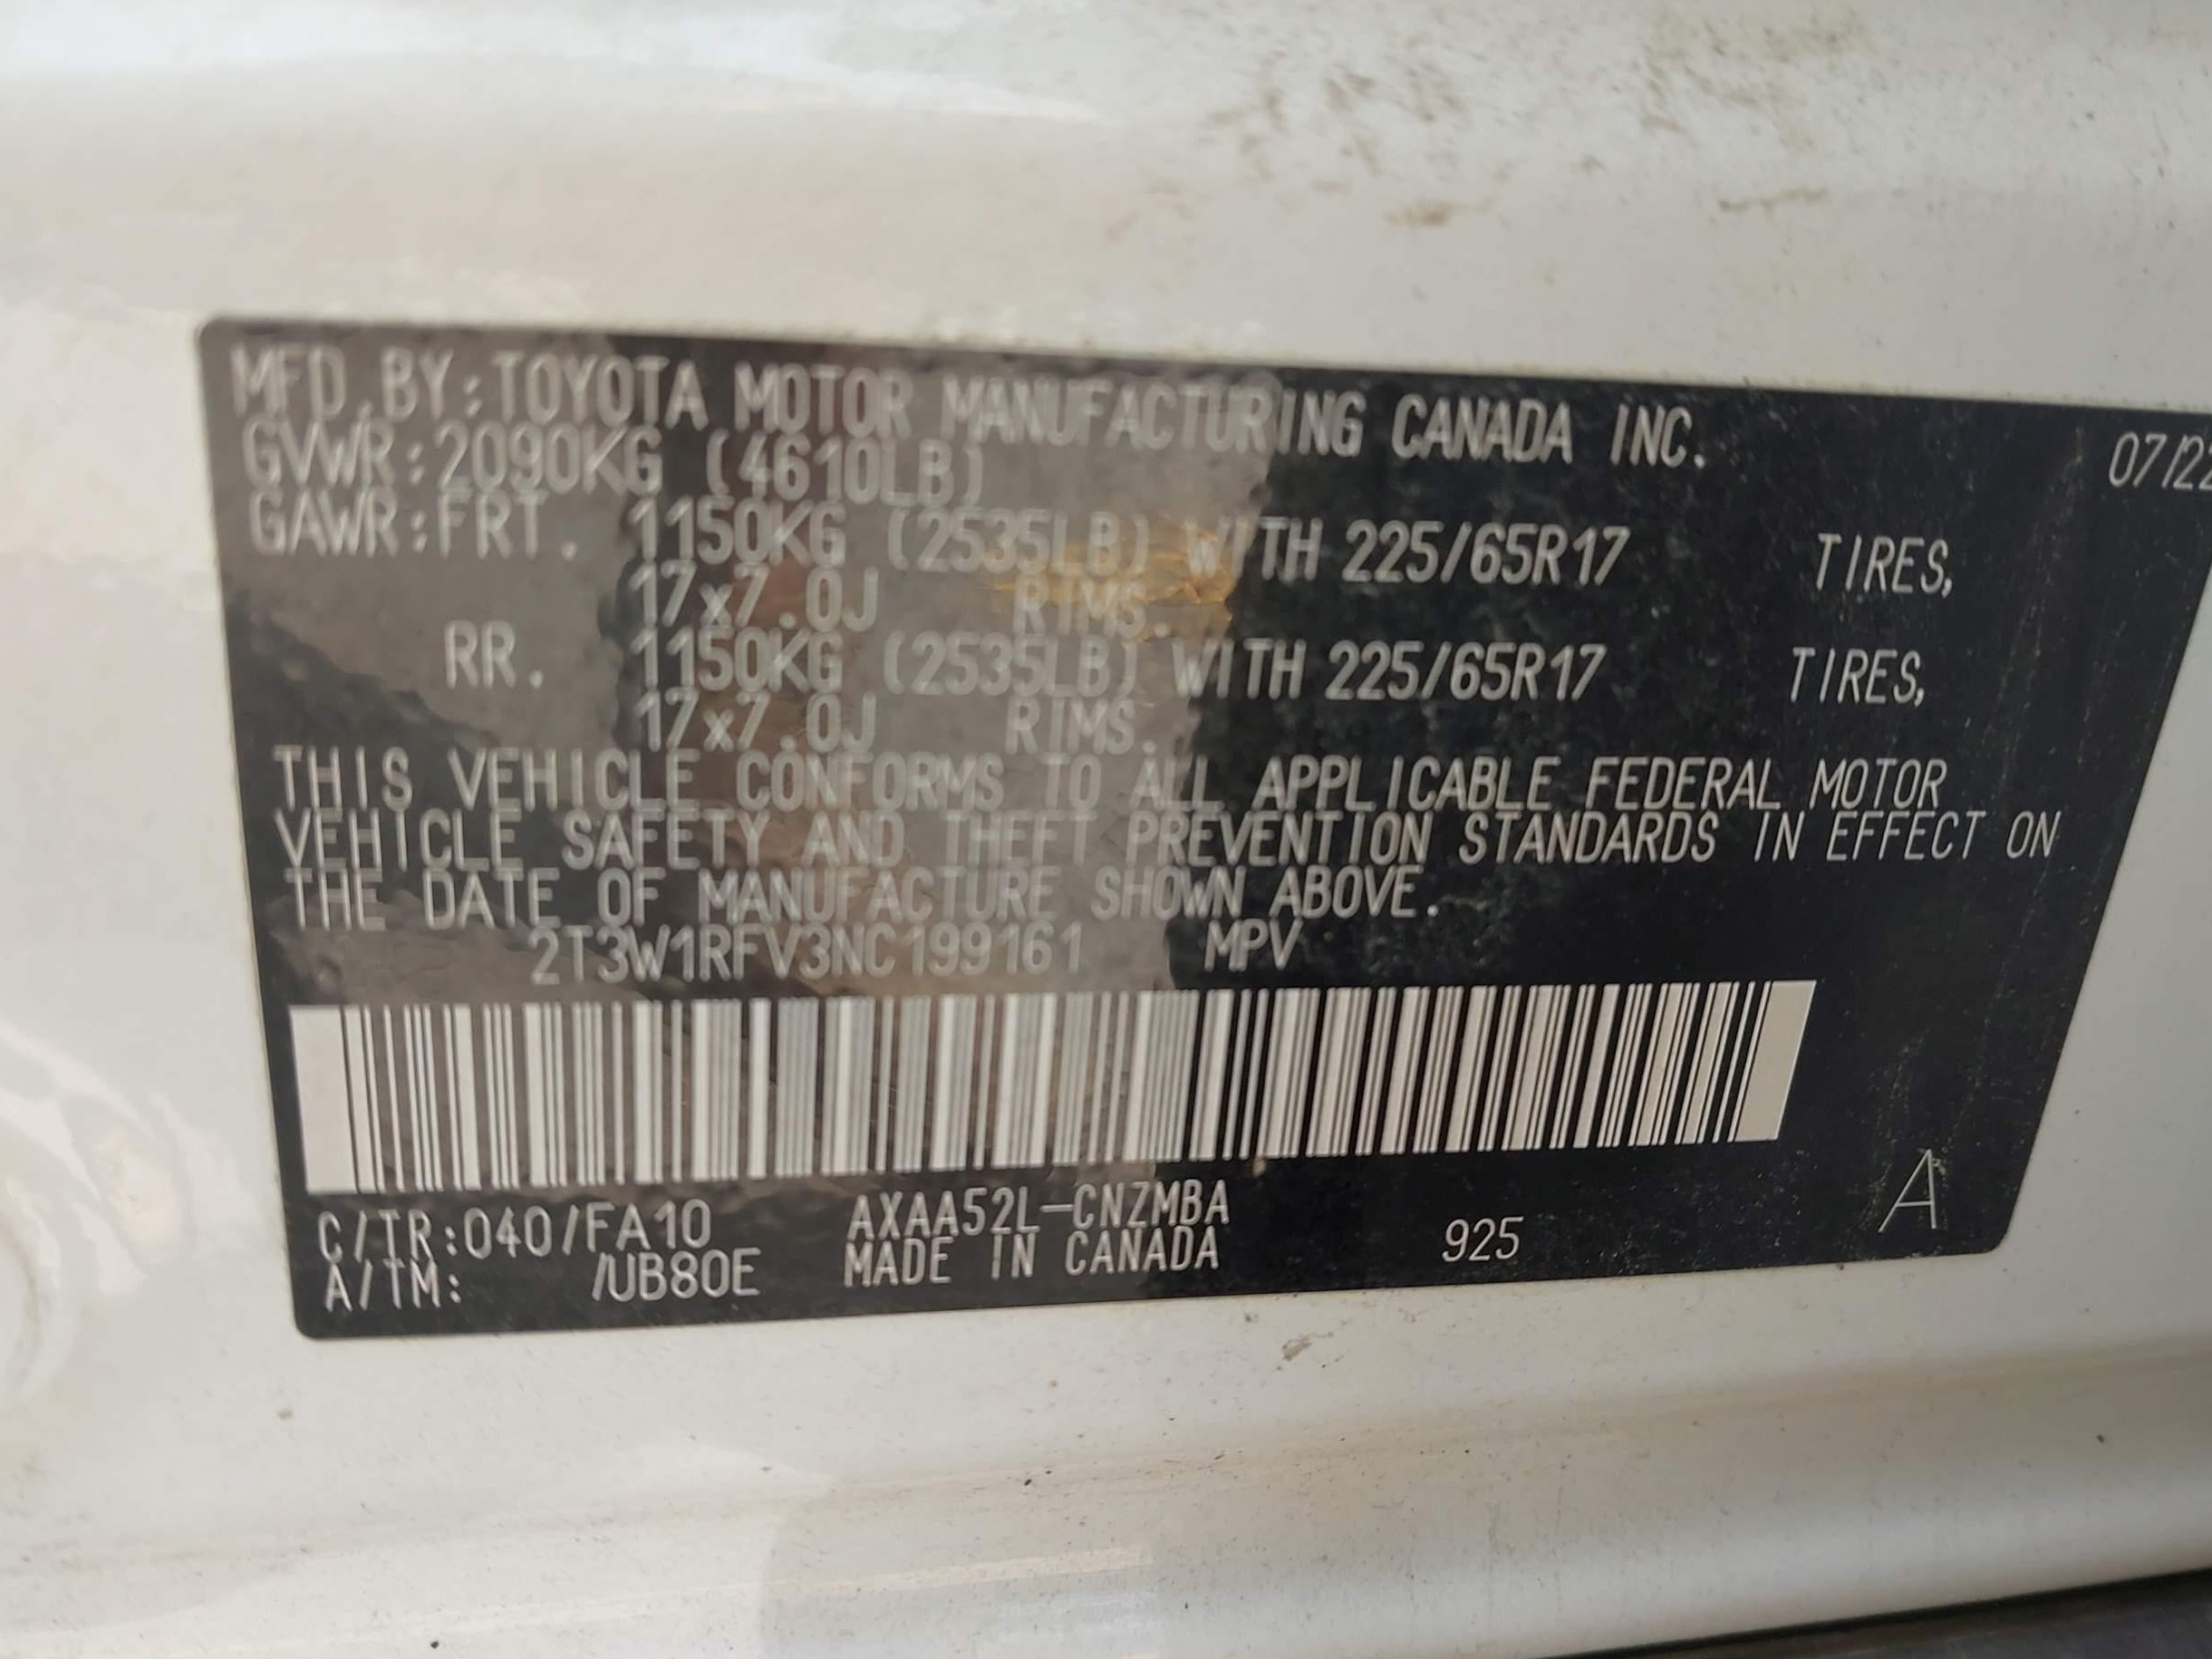 MFD.BY:TOYOTA MOTOR MANUFACTURING CANADA INC. 07/22
GVWR:2090KG (4610LB)
GAWR:FRT. 1150KG (2535LB) WITH 225/65R17 TIRES,
17x7.0J RIMS.
RR. 1150KG (2535LB) WITH 225/65R17 TIRES,
17x7.0J RIMS.
THIS VEHICLE CONFORMS TO ALL APPLICABLE FEDERAL MOTOR
VEHICLE SAFETY AND THEFT PREVENTION STANDARDS IN EFFECT ON
THE DATE OF MANUFACTURE SHOWN ABOVE.
2T3W1RFV3NC199161 MPV
C/TR:040/FA10 AXAA52L-CNZMBA 925 A
A/TM: /UB80E MADE IN CANADA